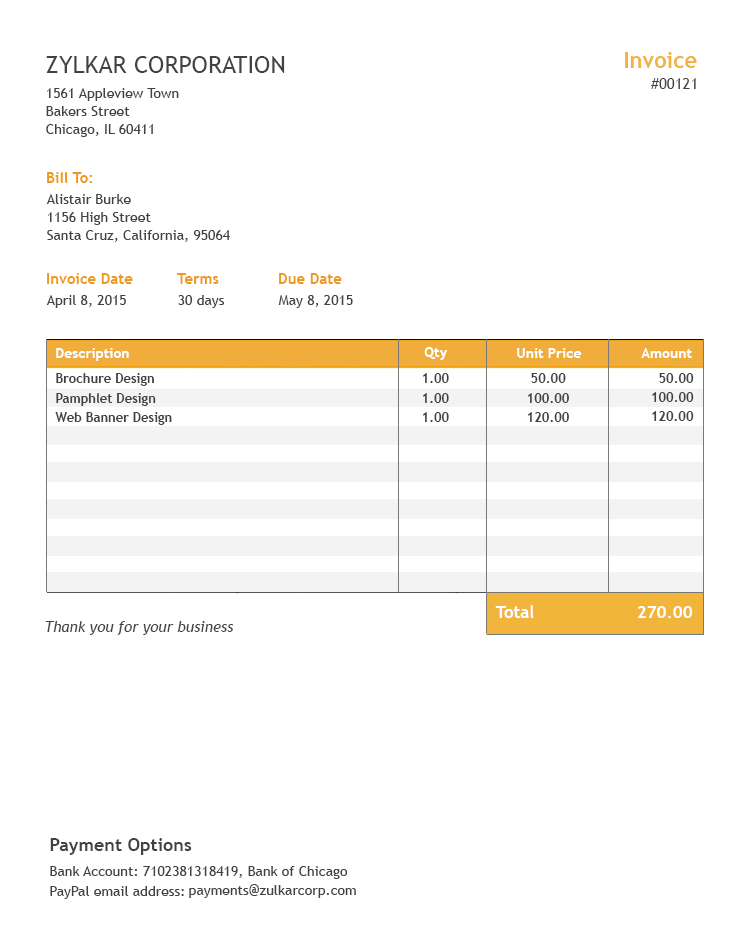 ZYLKAR CORPORATION
1561 Appleview Town
Bakers Street
Chicago, IL 60411
Invoice
#00121
Bill To:
Alistair Burke
1156 High Street
Santa Cruz, California, 95064
Invoice Date Terms Due Date
April 8, 2015 30 days May 8, 2015
Description Qty Unit Price Amount
Brochure Design 1.00 50.00 50.00
Pamphlet Design 1.00 100.00 100.00
Web Banner Design 1.00 120.00 120.00
Total 270.00
Thank you for your business
Payment Options
Bank Account: 7102381318419, Bank of Chicago
PayPal email address: payments@zulkarcorp.com